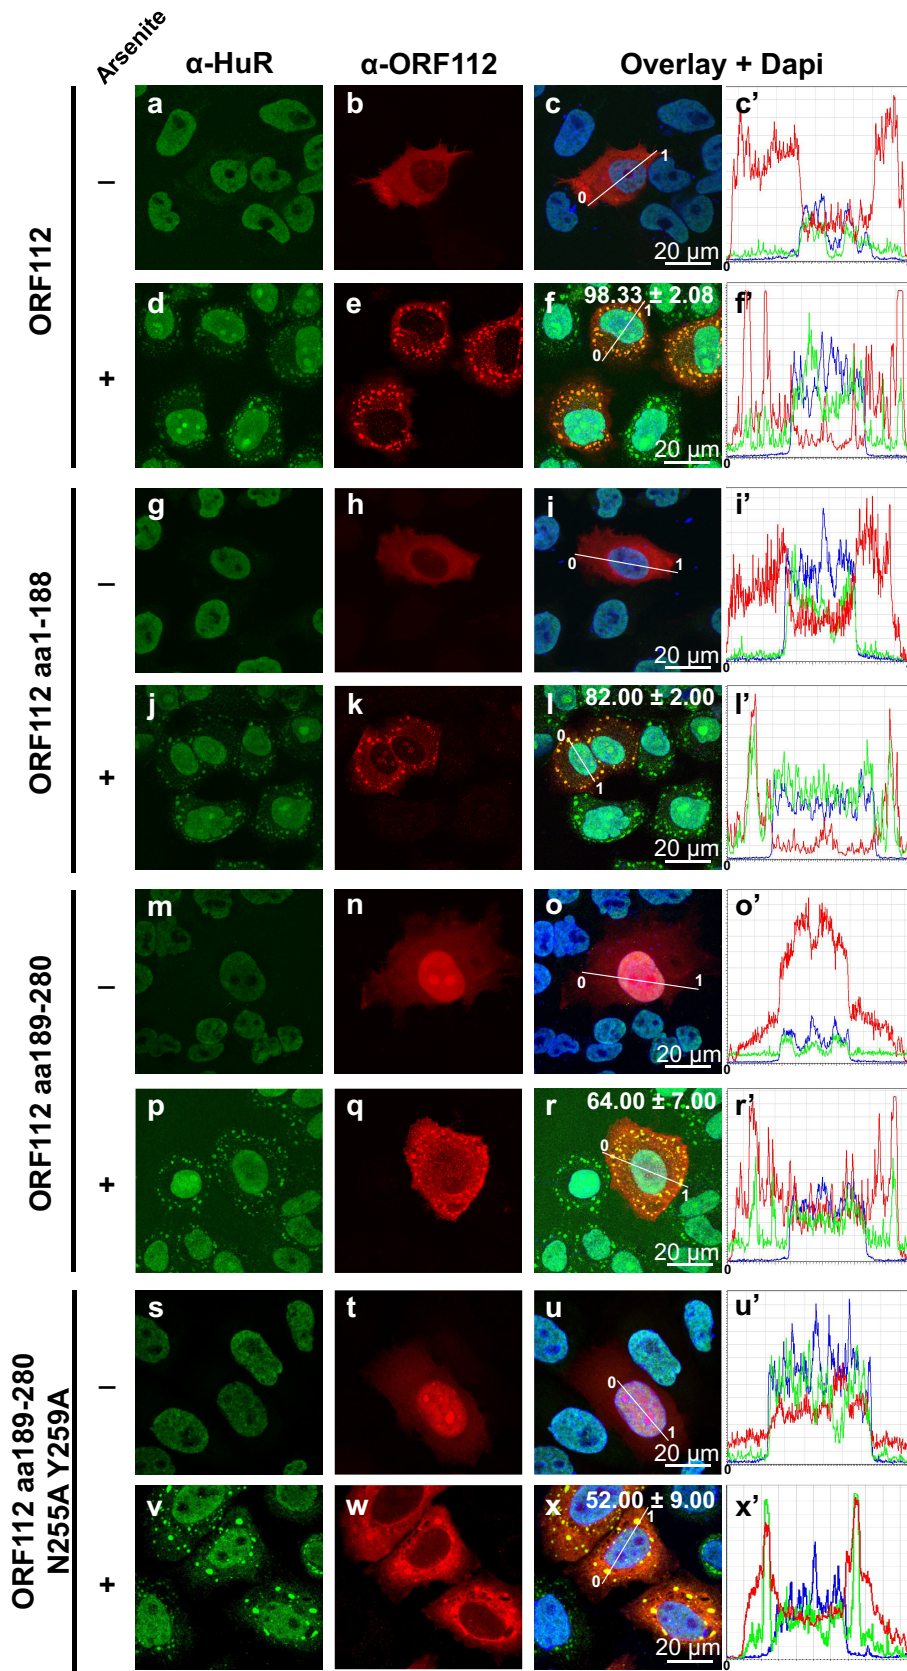 Arsenite
α-HuR
α-ORF112
Overlay + Dapi
ORF112
–
a
b
c
0
1
20 µm
c’
0
+
d
e
f
98.33 ± 2.08
0
1
20 µm
f’
0
ORF112 aa1-188
–
g
h
i
0
1
20 µm
i’
0
+
j
k
l
82.00 ± 2.00
0
1
20 µm
l’
0
ORF112 aa189-280
–
m
n
o
0
1
20 µm
o’
0
+
p
q
r
64.00 ± 7.00
0
1
20 µm
r’
0
ORF112 aa189-280
N255A Y259A
–
s
t
u
0
1
20 µm
u’
0
+
v
w
x
52.00 ± 9.00
1
0
20 µm
x’
0